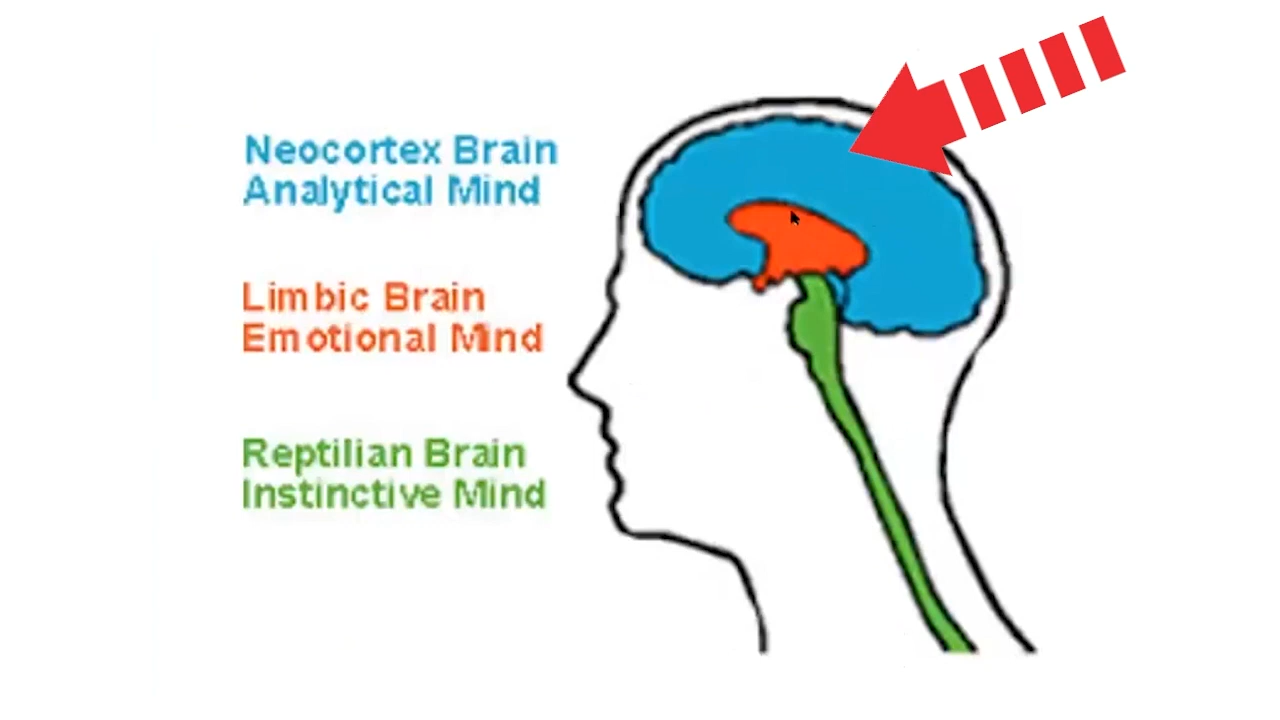 Neocortex Brain
Analytical Mind
Limbic Brain
Emotional Mind
Reptilian Brain
Instinctive Mind